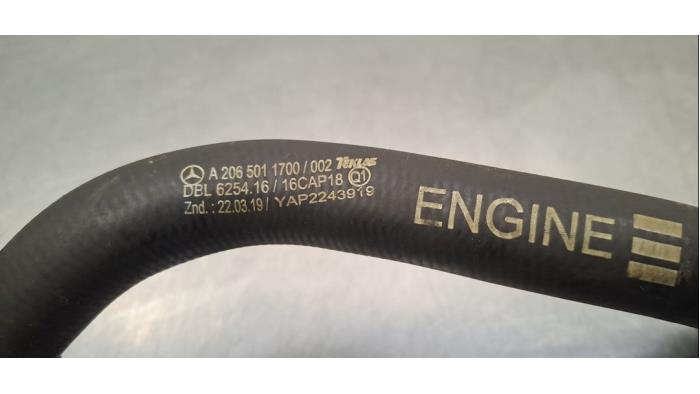 A 206 501 1700 / 002 TEKLAS
DBL 6254.16 / 16CAP18 Q1
Znd.: 22.03.19 / YAP2243919
ENGINE